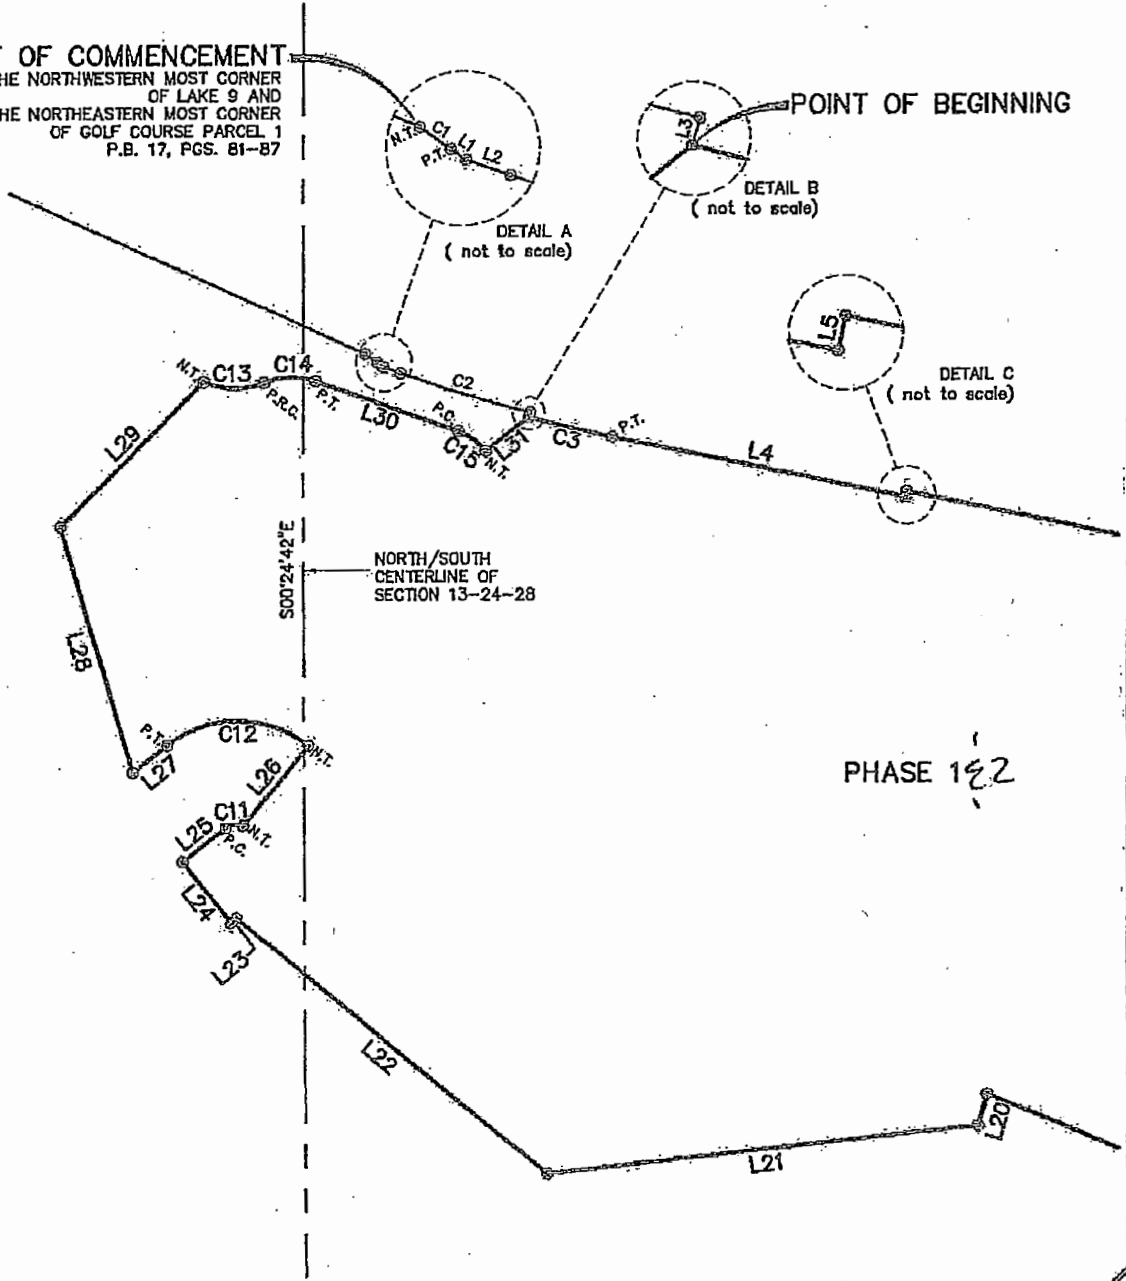 T OF COMMENCEMENT
HE NORTHWESTERN MOST CORNER
OF LAKE 9 AND
HE NORTHEASTERN MOST CORNER
OF GOLF COURSE PARCEL 1
P.B. 17, PGS. 81-87
N.T.
C1
L1
L2
P.T.
DETAIL A
( not to scale)
POINT OF BEGINNING
L3
DETAIL B
( not to scale)
L5
DETAIL C
( not to scale)
N.T.
C13
C14
P.R.C.
P.T.
L30
C2
P.C.
C15
N.T.
L31
C3
P.T.
L4
L29
S00°24'42"E
NORTH/SOUTH
CENTERLINE OF
SECTION 13-24-28
L28
P.T.
C12
N.T.
L27
L26
C11
N.T.
L25
P.C.
L24
L23
PHASE 1&2
L22
L20
L21